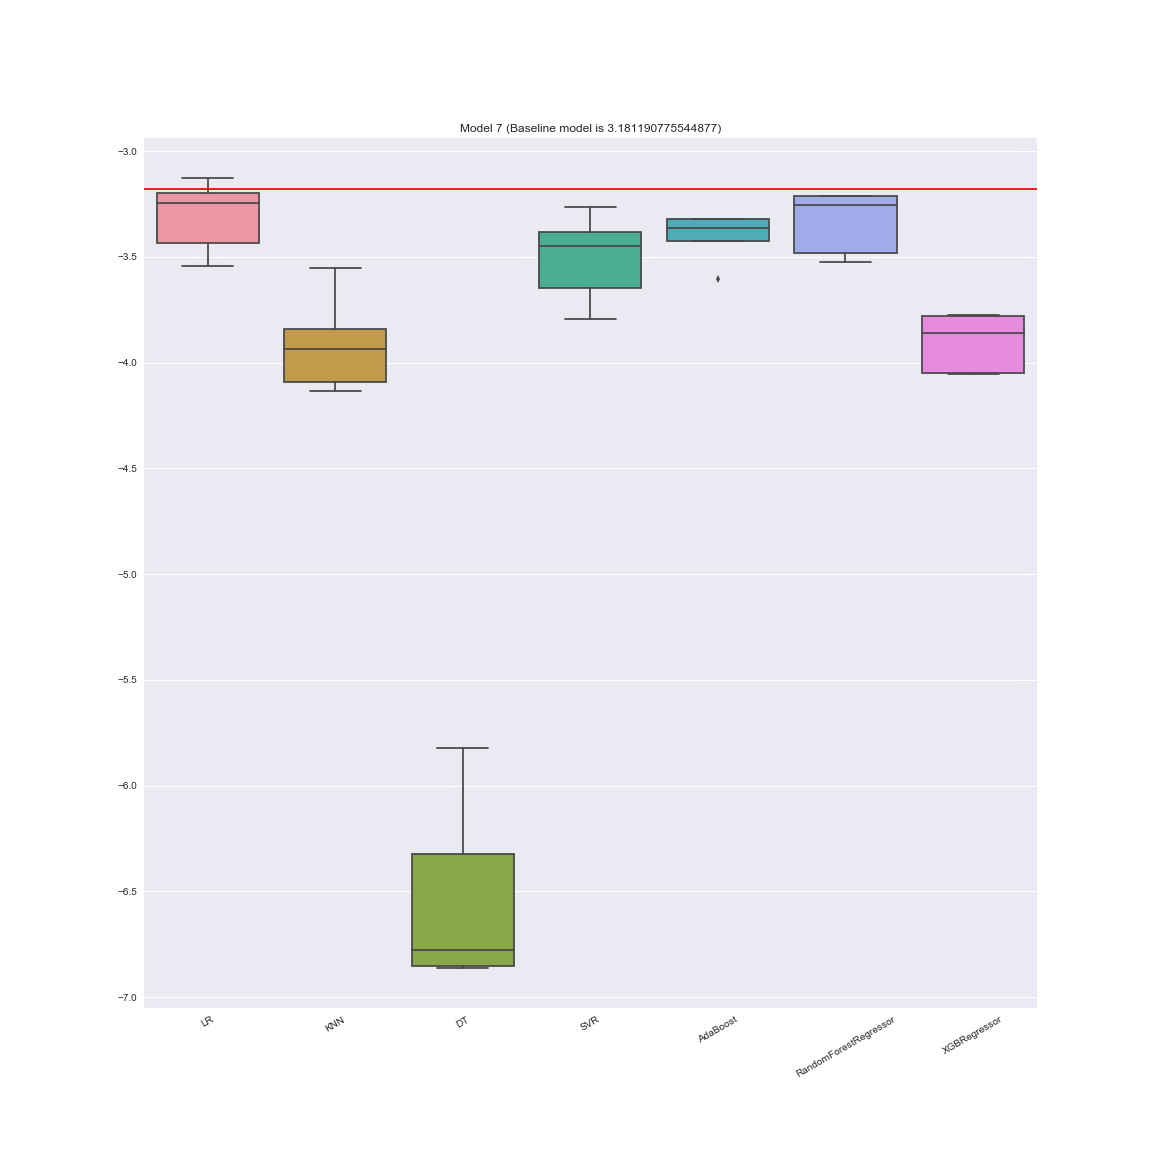 Model 7 (Baseline model is 3.181190775544877)
−3.0
−3.5
−4.0
−4.5
−5.0
−5.5
−6.0
−6.5
−7.0
LR
KNN
DT
SVR
AdaBoost
RandomForestRegressor
XGBRegressor